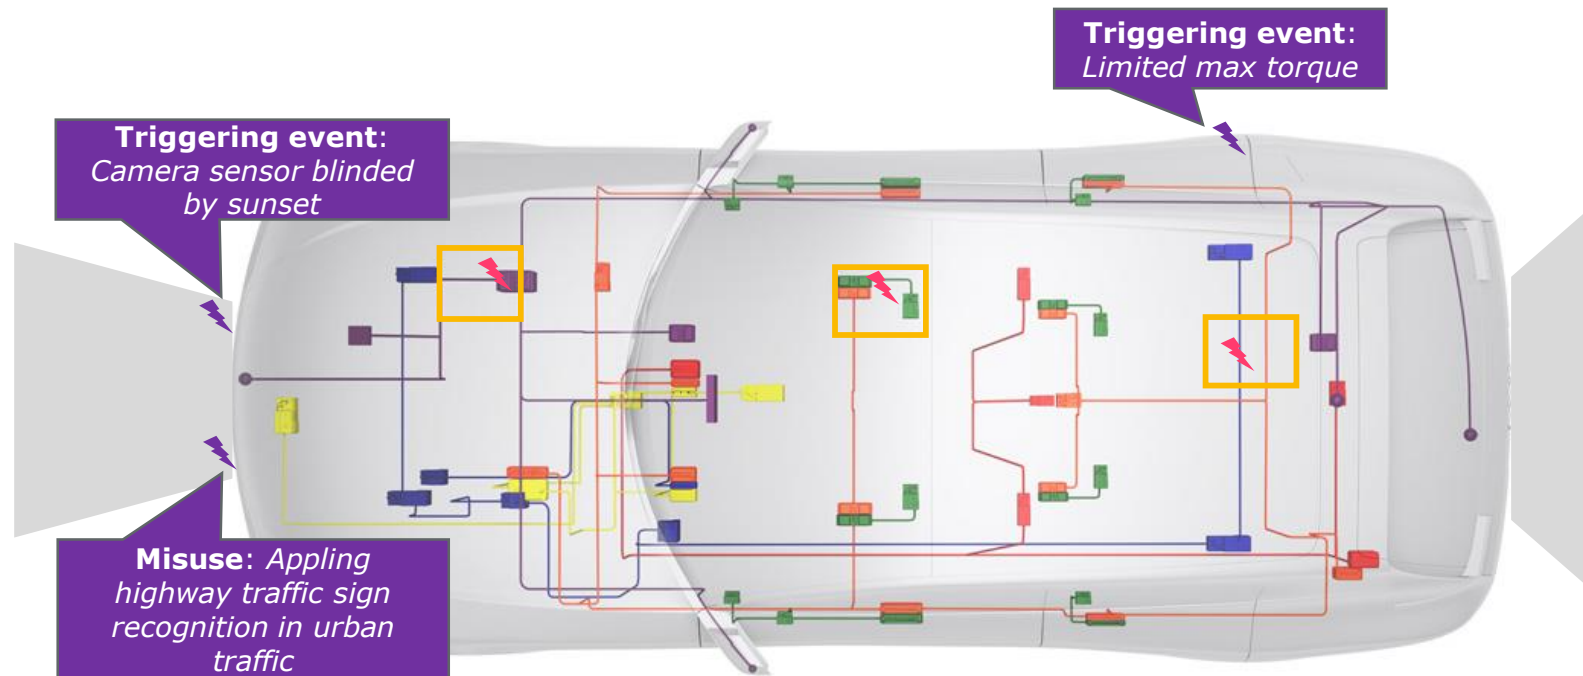 Triggering event:
Limited max torque
Triggering event:
Camera sensor blinded
by sunset
Misuse: Appling
highway traffic sign
recognition in urban
traffic